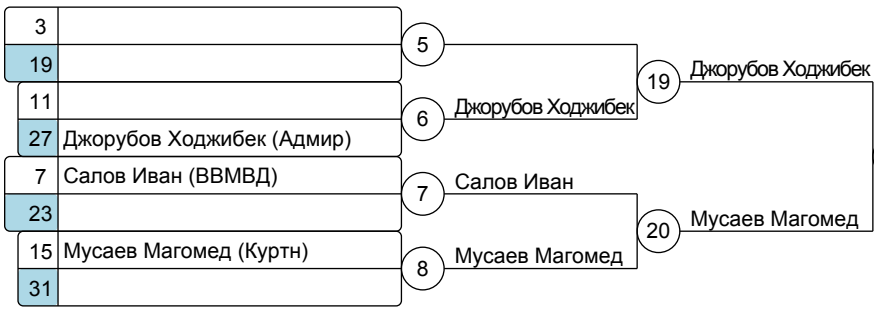 3
19
5
11
27 Джорубов Ходжибек (Адмир)
6
Джорубов Ходжибек
19
Джорубов Ходжибек
7 Салов Иван (ВВМВД)
23
7
Салов Иван
15 Мусаев Магомед (Куртн)
31
8
Мусаев Магомед
20
Мусаев Магомед